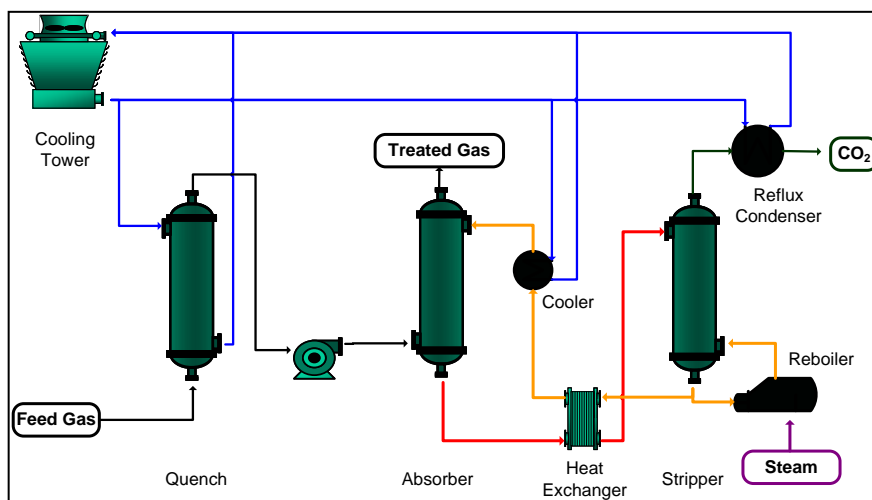 Cooling
Tower
Treated Gas
CO₂
Reflux
Condenser
Cooler
Reboiler
Feed Gas
Steam
Quench
Absorber
Heat
Exchanger
Stripper